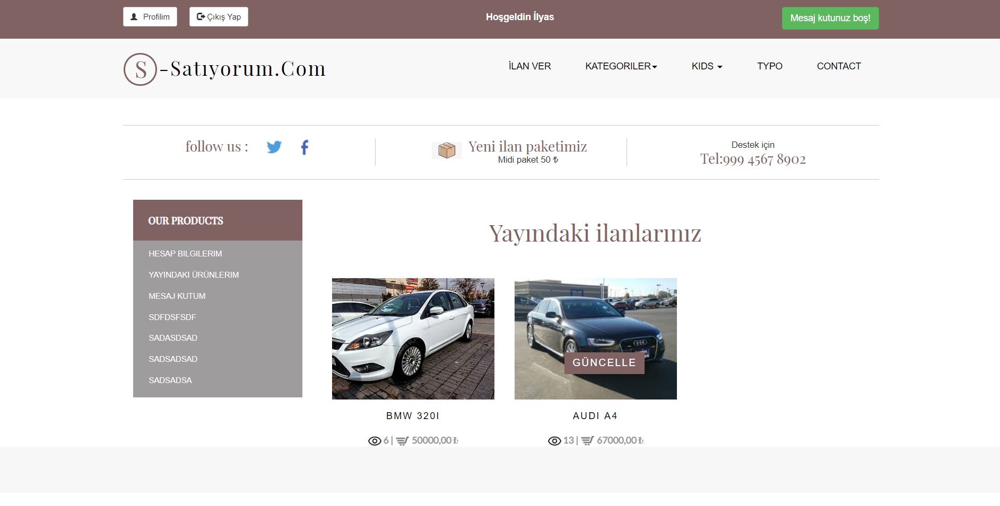 Profilim
Çıkış Yap
Hoşgeldin İlyas
Mesaj kutunuz boş!
S -Satıyorum.Com
İLAN VER
KATEGORILER
KIDS
TYPO
CONTACT
follow us :
Yeni ilan paketimiz
Midi paket 50 ₺
Destek için
Tel:999 4567 8902
OUR PRODUCTS
HESAP BILGILERIM
YAYINDAKI ÜRÜNLERIM
MESAJ KUTUM
SDFDSFSDF
SADASDSAD
SADSADSAD
SADSADSA
Yayındaki ilanlarınız
GÜNCELLE
BMW 320I
AUDI A4
6 | 50000,00 ₺
13 | 67000,00 ₺